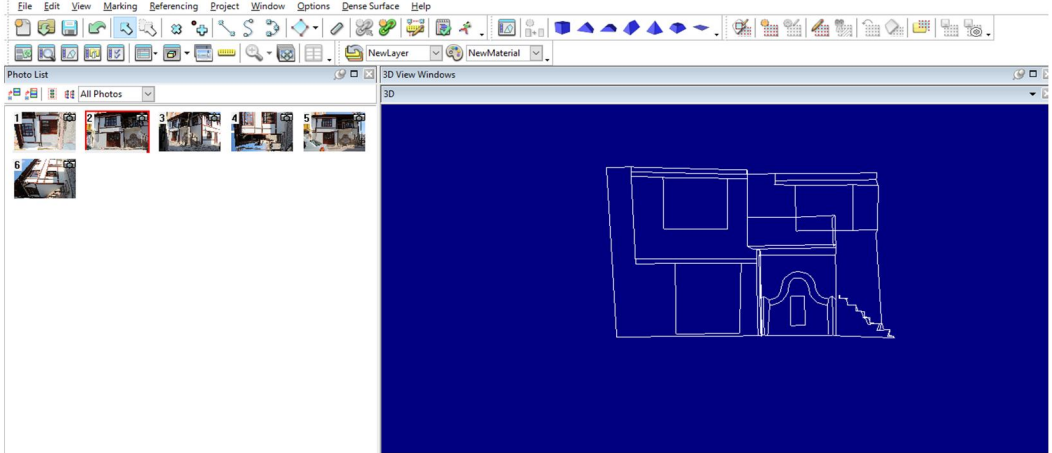 File Edit View Marking Referencing Project Window Options Dense Surface Help
NewLayer NewMaterial
Photo List
3D View Windows
All Photos
3D
1 2 3 4 5
6